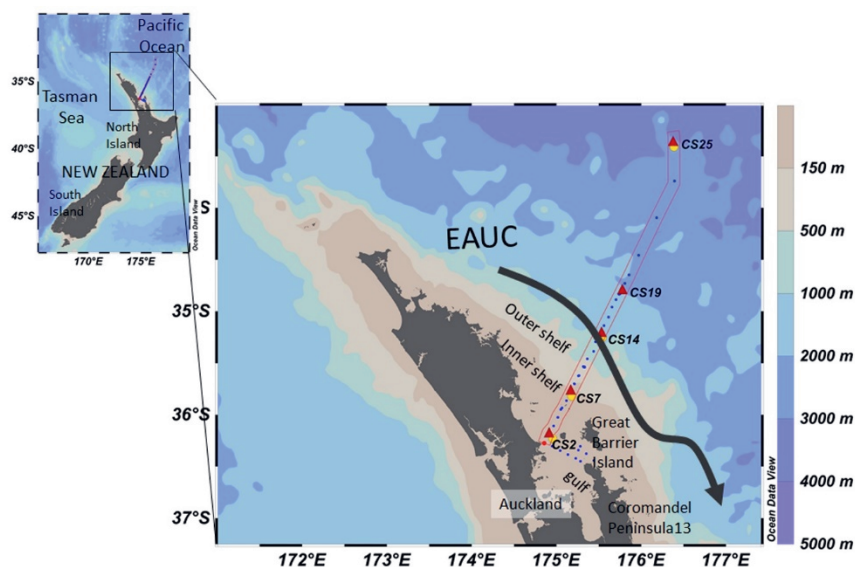 Pacific
Ocean
35°S
Tasman
Sea
North
Island
40°S
NEW ZEALAND
South
Island
45°S
170°E
175°E
Ocean Data View
EAUC
CS25
CS19
CS14
CS7
CS2
Outer shelf
Inner shelf
Great
Barrier
Island
gulf
Auckland
Coromandel
Peninsula13
35°S
36°S
37°S
172°E
173°E
174°E
175°E
176°E
177°E
Ocean Data View
150 m
500 m
1000 m
2000 m
3000 m
4000 m
5000 m